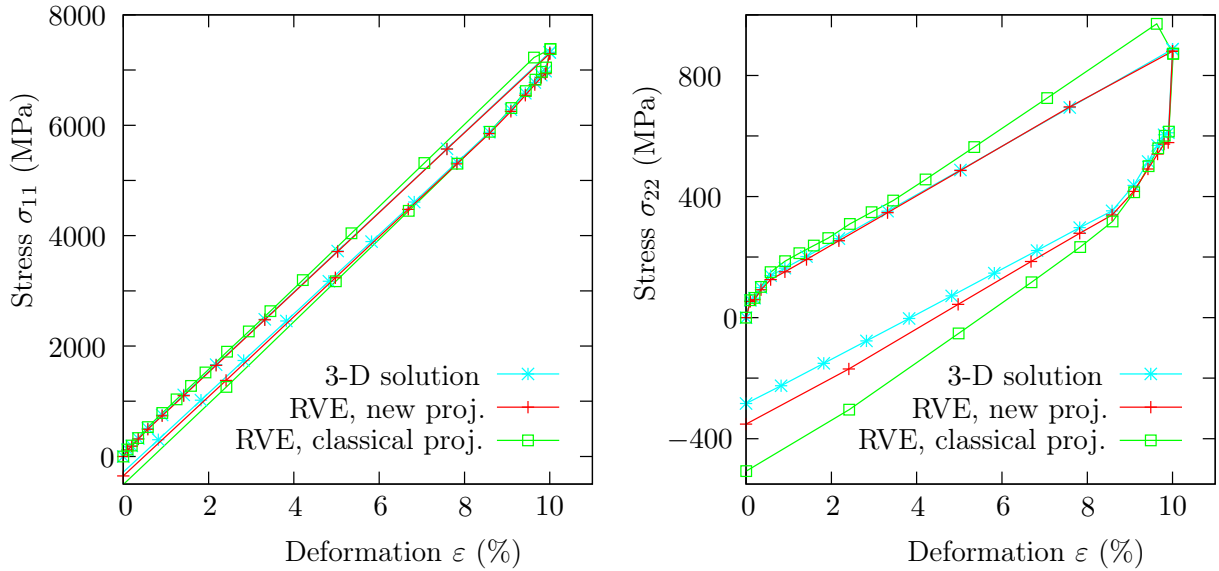 8000
6000
4000
2000
0
Stress σ11 (MPa)
3-D solution
RVE, new proj.
RVE, classical proj.
0 2 4 6 8 10
Deformation ε (%)
800
400
0
−400
Stress σ22 (MPa)
3-D solution
RVE, new proj.
RVE, classical proj.
0 2 4 6 8 10
Deformation ε (%)